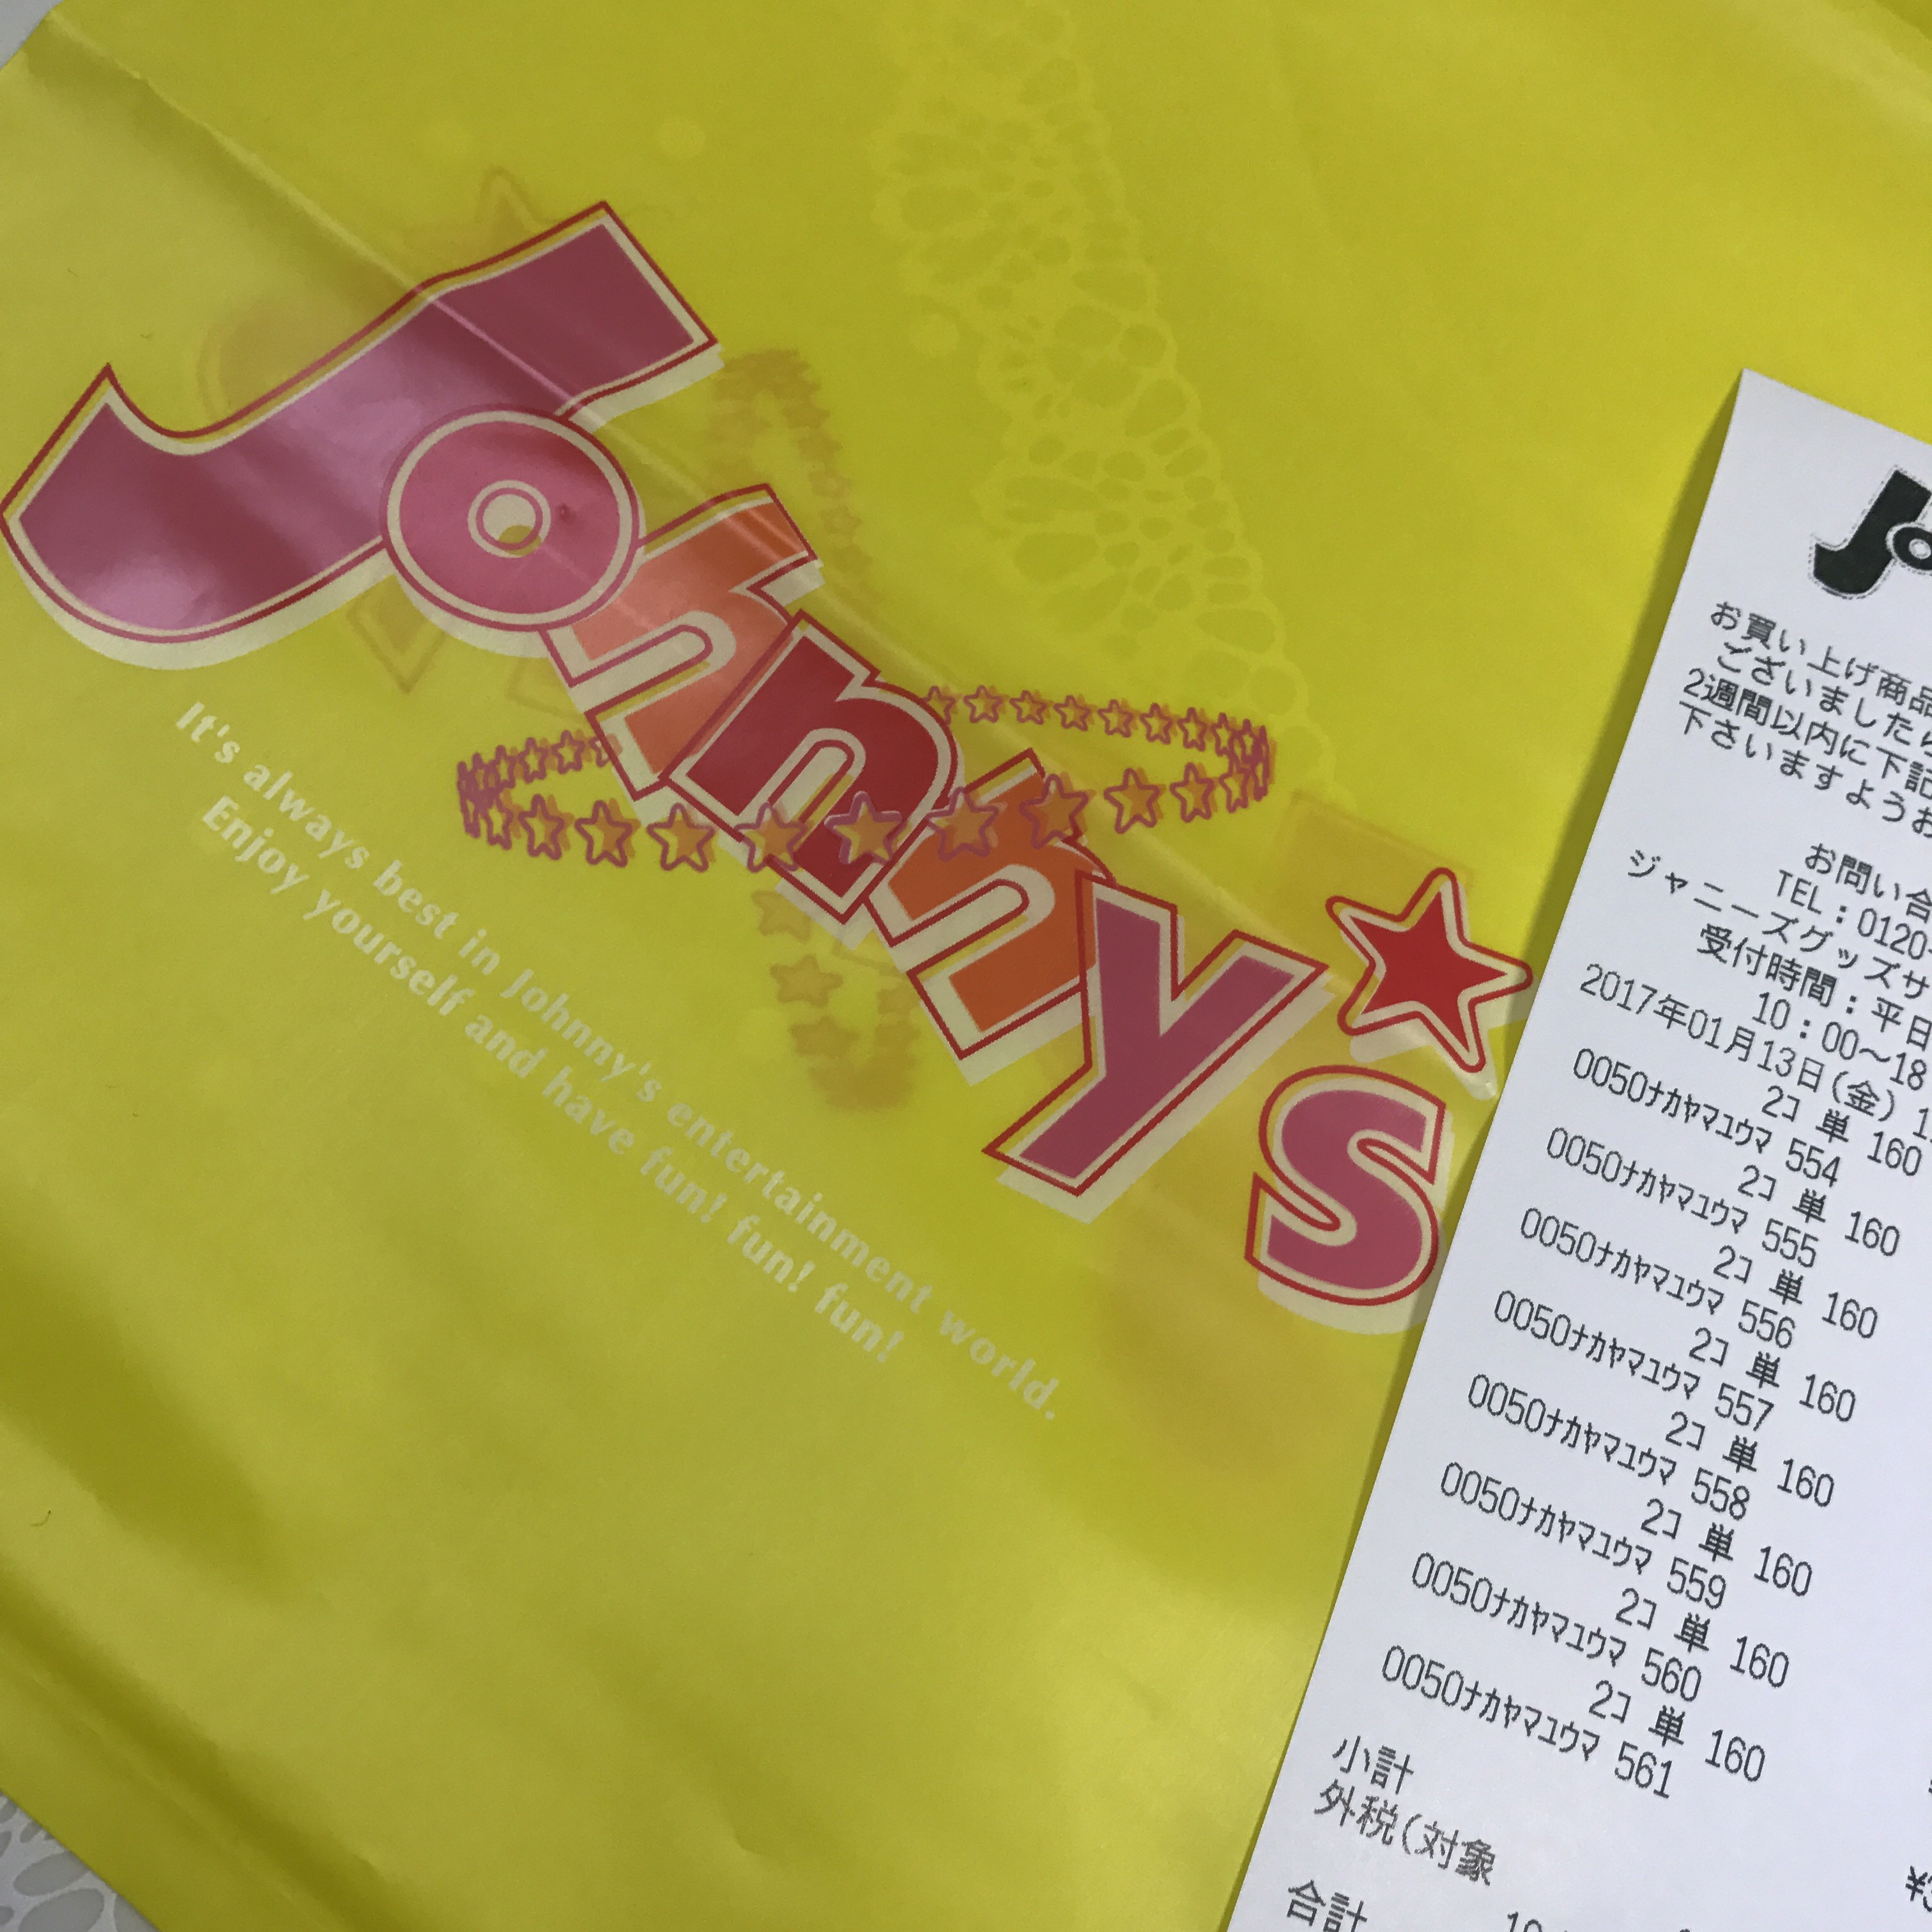 Johnny's
It's always best in Johnny's entertainment world.
Enjoy yourself and have fun! fun! fun!
Jo
お買い上げ商品
ございましたら
2週間以内に下記
下さいますようお
お問い合
TEL:0120-
ジャニーズグッズサ
受付時間:平日
10:00~18
2017年01月13日(金) 1
2コ 単 160
0050ナカヤマユウマ 554
2コ 単 160
0050ナカヤマユウマ 555
2コ 単 160
0050ナカヤマユウマ 556
2コ 単 160
0050ナカヤマユウマ 557
2コ 単 160
0050ナカヤマユウマ 558
2コ 単 160
0050ナカヤマユウマ 559
2コ 単 160
0050ナカヤマユウマ 560
2コ 単 160
0050ナカヤマユウマ 561
小計
外税(対象
合計